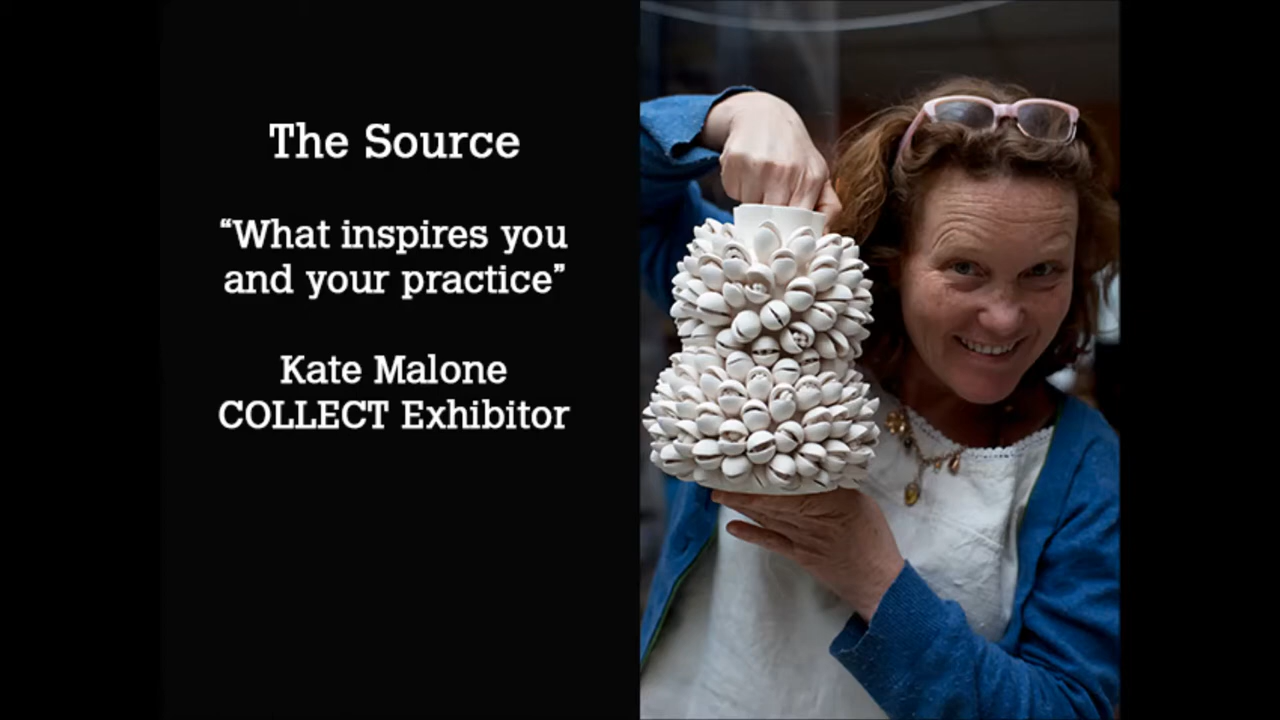 The Source
“What inspires you
and your practice”
Kate Malone
COLLECT Exhibitor